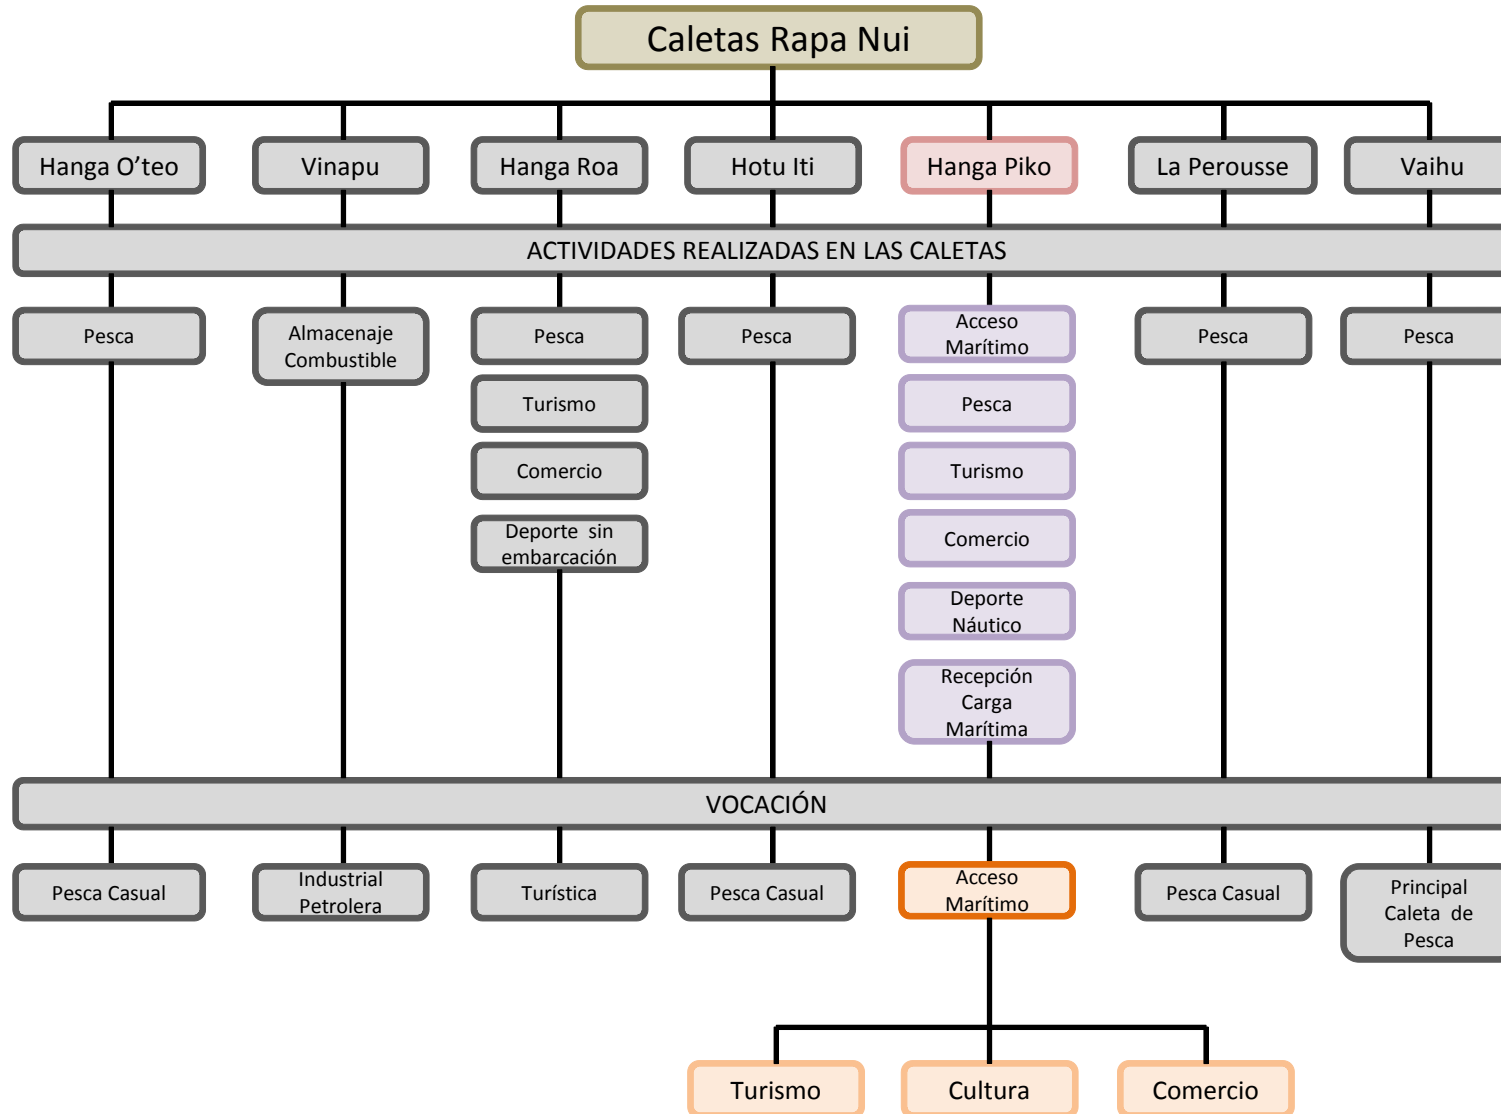 Caletas Rapa Nui
Hanga O'teo
Vinapu
Hanga Roa
Hotu Iti
Hanga Piko
La Perousse
Vaihu
ACTIVIDADES REALIZADAS EN LAS CALETAS
Pesca
Almacenaje
Combustible
Pesca
Turismo
Comercio
Deporte sin
embarcación
Pesca
Acceso
Marítimo
Pesca
Turismo
Comercio
Deporte
Náutico
Recepción
Carga
Marítima
Pesca
Pesca
VOCACIÓN
Pesca Casual
Industrial
Petrolera
Turística
Pesca Casual
Acceso
Marítimo
Pesca Casual
Principal
Caleta de
Pesca
Turismo
Cultura
Comercio